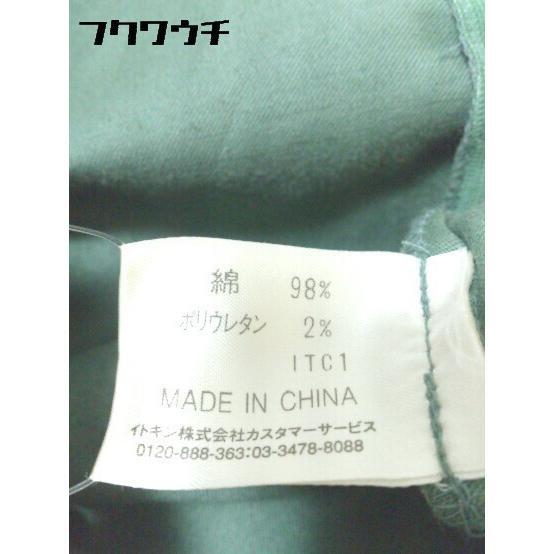 フクワウチ
綿 98%
ポリウレタン 2%
ITC1
MADE IN CHINA
イトキン株式会社カスタマーサービス
0120-888-363:03-3478-8088